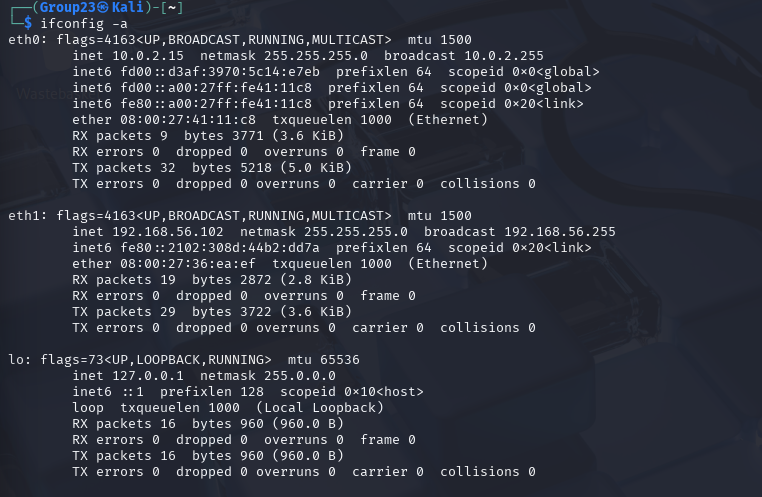 ┌──(Group23㉿Kali)-[~]
└─$ ifconfig -a
eth0: flags=4163<UP,BROADCAST,RUNNING,MULTICAST>  mtu 1500
        inet 10.0.2.15  netmask 255.255.255.0  broadcast 10.0.2.255
        inet6 fd00::d3af:3970:5c14:e7eb  prefixlen 64  scopeid 0x0<global>
        inet6 fd00::a00:27ff:fe41:11c8  prefixlen 64  scopeid 0x0<global>
        inet6 fe80::a00:27ff:fe41:11c8  prefixlen 64  scopeid 0x20<link>
        ether 08:00:27:41:11:c8  txqueuelen 1000  (Ethernet)
        RX packets 9  bytes 3771 (3.6 KiB)
        RX errors 0  dropped 0  overruns 0  frame 0
        TX packets 32  bytes 5218 (5.0 KiB)
        TX errors 0  dropped 0 overruns 0  carrier 0  collisions 0

eth1: flags=4163<UP,BROADCAST,RUNNING,MULTICAST>  mtu 1500
        inet 192.168.56.102  netmask 255.255.255.0  broadcast 192.168.56.255
        inet6 fe80::2102:308d:44b2:dd7a  prefixlen 64  scopeid 0x20<link>
        ether 08:00:27:36:ea:ef  txqueuelen 1000  (Ethernet)
        RX packets 19  bytes 2872 (2.8 KiB)
        RX errors 0  dropped 0  overruns 0  frame 0
        TX packets 29  bytes 3722 (3.6 KiB)
        TX errors 0  dropped 0 overruns 0  carrier 0  collisions 0

lo: flags=73<UP,LOOPBACK,RUNNING>  mtu 65536
        inet 127.0.0.1  netmask 255.0.0.0
        inet6 ::1  prefixlen 128  scopeid 0x10<host>
        loop  txqueuelen 1000  (Local Loopback)
        RX packets 16  bytes 960 (960.0 B)
        RX errors 0  dropped 0  overruns 0  frame 0
        TX packets 16  bytes 960 (960.0 B)
        TX errors 0  dropped 0 overruns 0  carrier 0  collisions 0